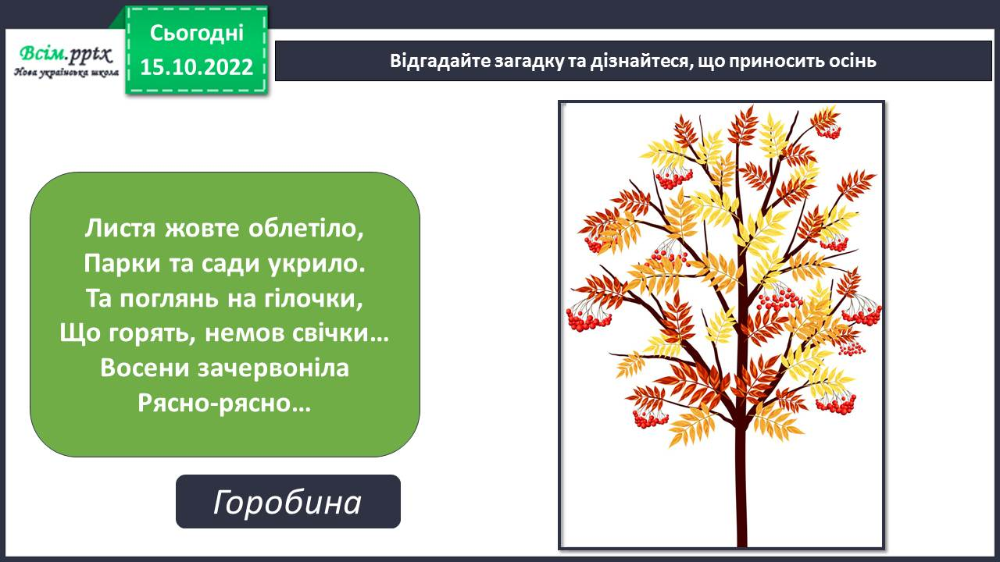 Всім.pptx
Нова українська школа
Сьогодні
15.10.2022
Відгадайте загадку та дізнайтеся, що приносить осінь
Листя жовте облетіло,
Парки та сади укрило.
Та поглянь на гілочки,
Що горять, немов свічки…
Восени зачервоніла
Рясно-рясно…
Горобина